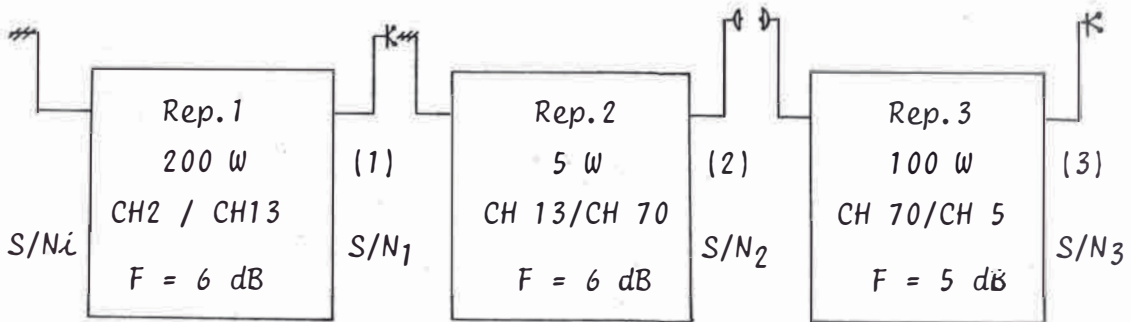 Rep.1
200 W
CH2 / CH13
F = 6 dB
S/Ni
(1)
S/N1
Rep.2
5 W
CH 13/CH 70
F = 6 dB
(2)
S/N2
Rep.3
100 W
CH 70/CH 5
F = 5 dB
(3)
S/N3